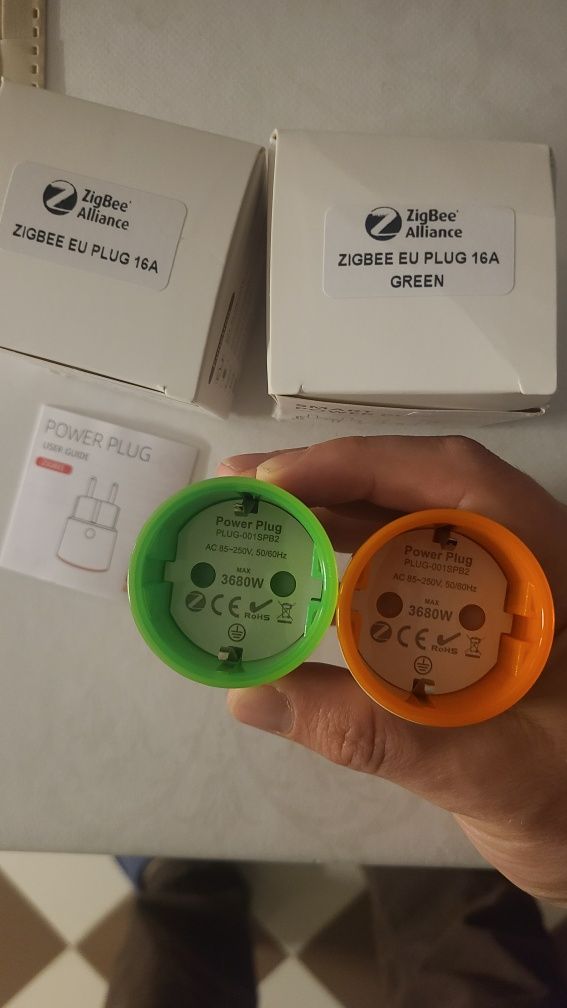 ZigBee®
Alliance
ZIGBEE EU PLUG 16A
ZigBee®
Alliance
ZIGBEE EU PLUG 16A
GREEN
POWER PLUG
USER GUIDE
Power Plug
PLUG-001SPB2
AC 85~250V, 50/60Hz
MAX
3680W
CE RoHS
Power Plug
PLUG-001SPB2
AC 85~250V, 50/60Hz
MAX
3680W
CE RoHS